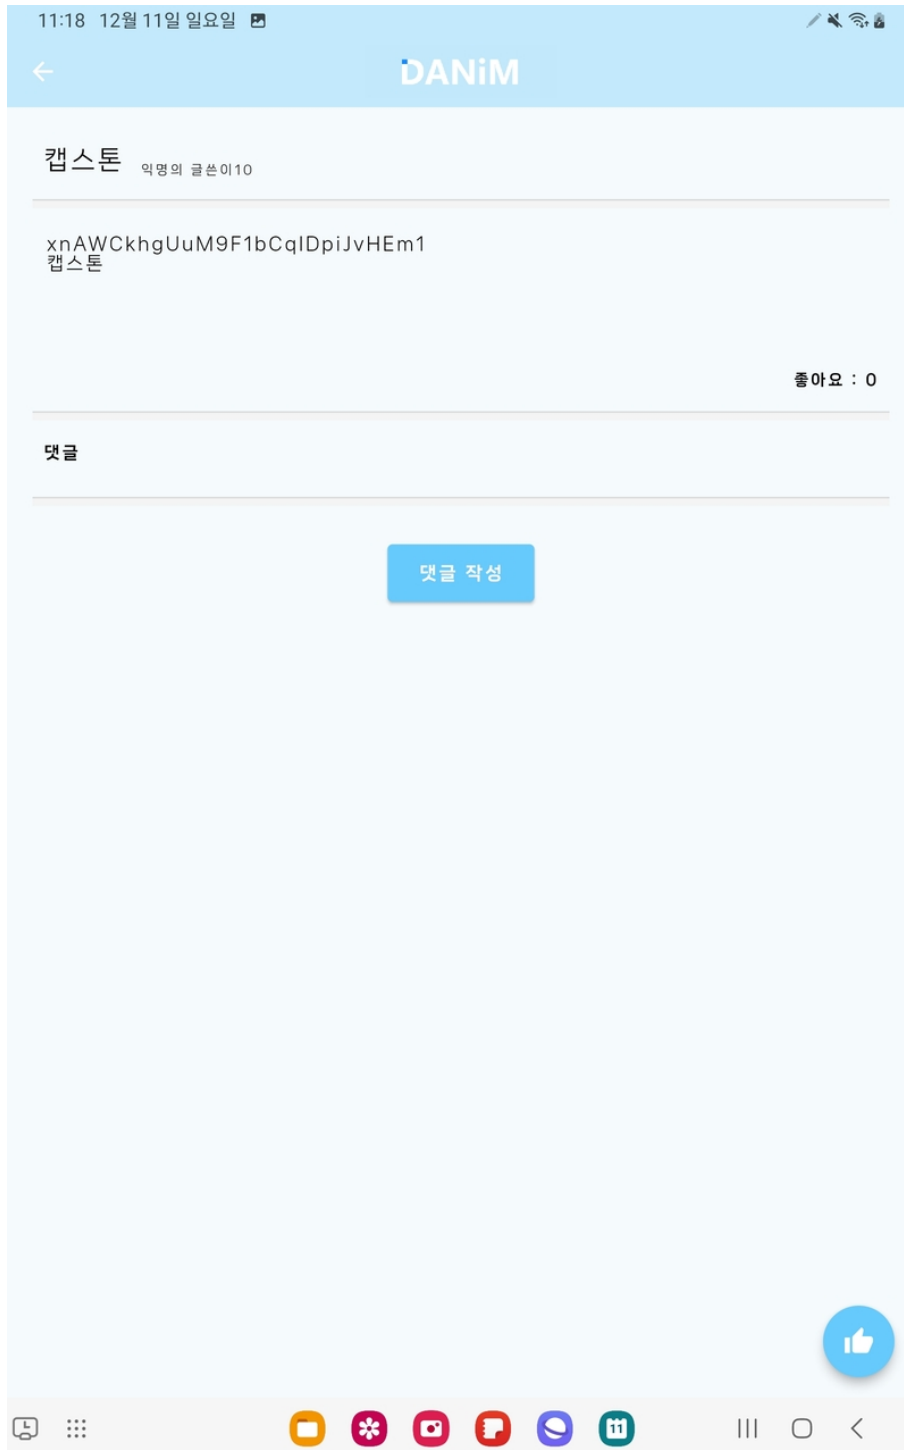 11:18 12월 11일 일요일
DANiM
캡스톤 익명의 글쓴이10
xnAWCkhgUuM9F1bCqIDpiJvHEm1
캡스톤
좋아요 : 0
댓글
댓글 작성
11